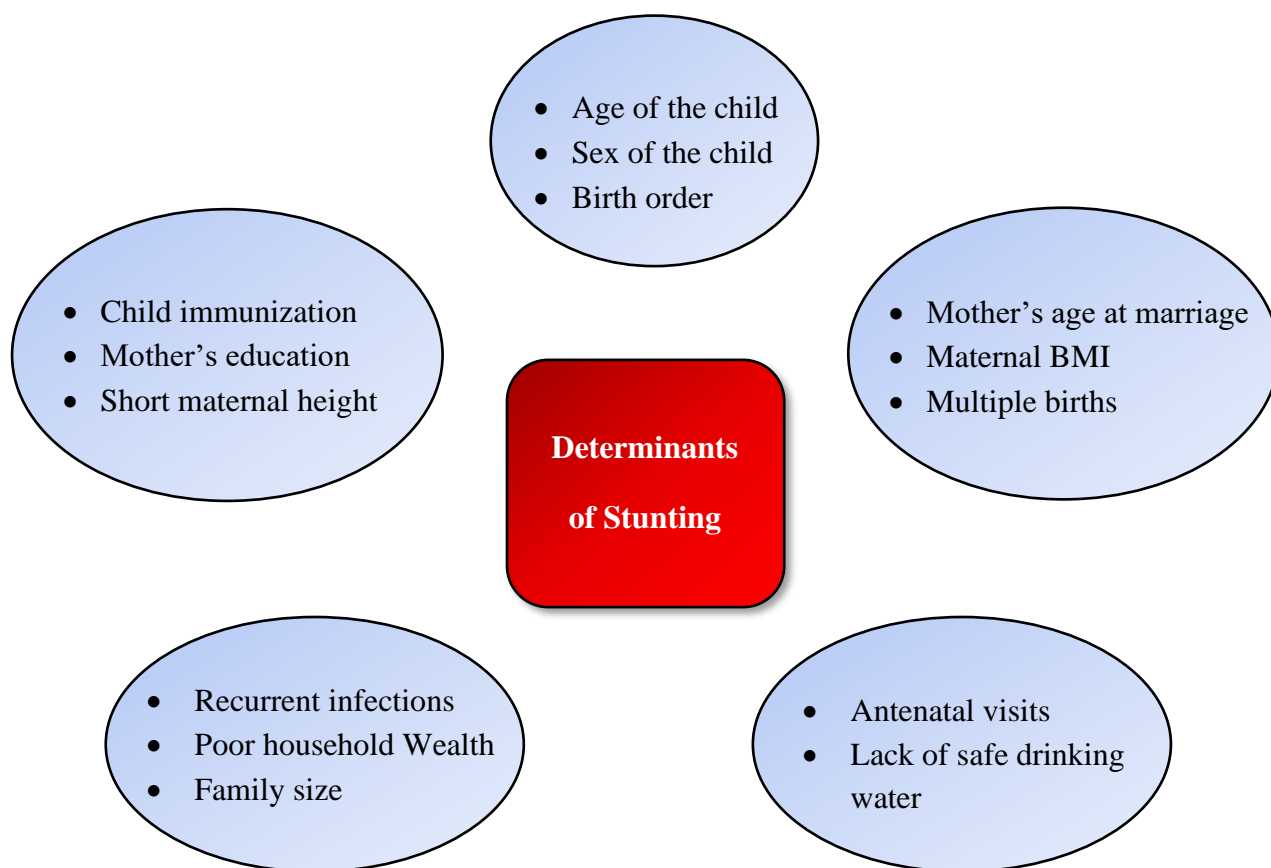 • Age of the child
• Sex of the child
• Birth order
• Child immunization
• Mother’s education
• Short maternal height
• Mother’s age at marriage
• Maternal BMI
• Multiple births
Determinants
of Stunting
• Recurrent infections
• Poor household Wealth
• Family size
• Antenatal visits
• Lack of safe drinking
water